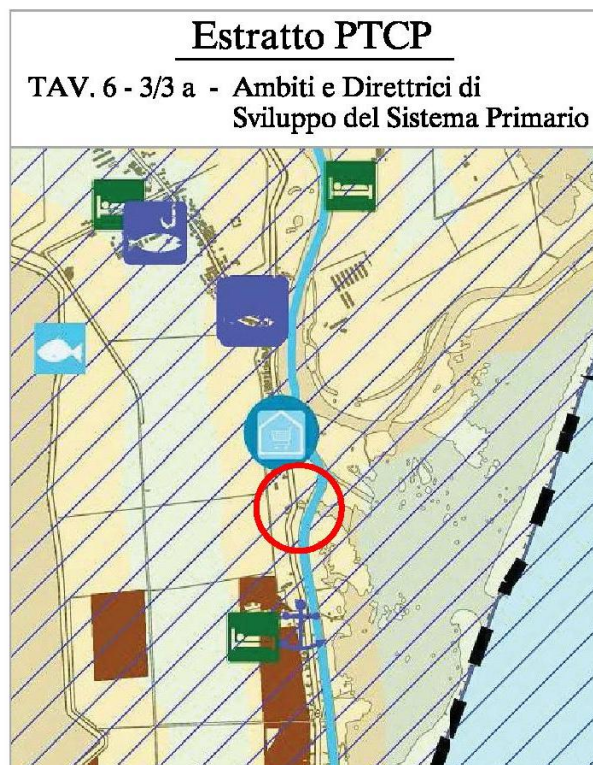 Estratto PTCP
TAV. 6 - 3/3 a - Ambiti e Direttrici di
Sviluppo del Sistema Primario